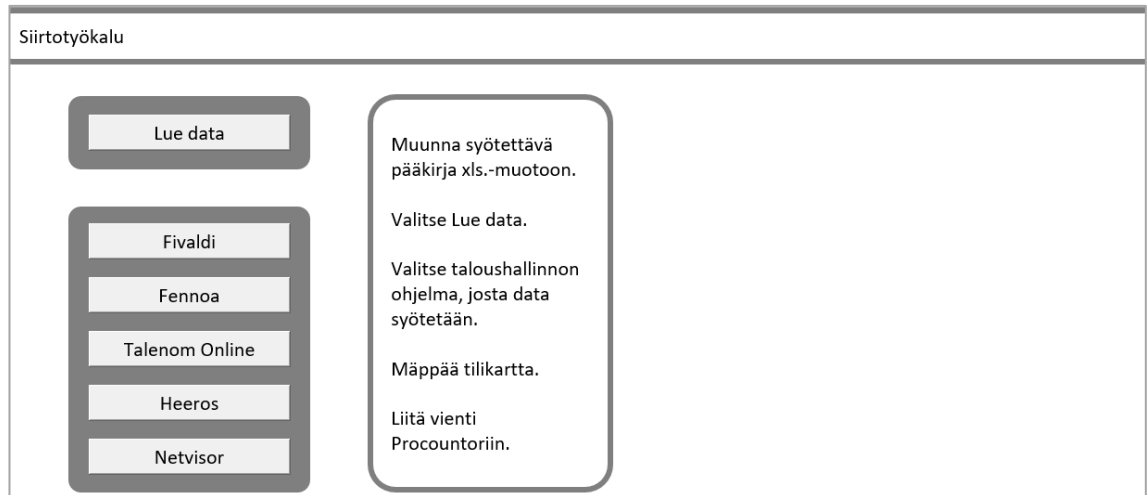 Siirtotyökalu
Lue data
Fivaldi
Fennoa
Talenom Online
Heeros
Netvisor
Muunna syötettävä
pääkirja xls.-muotoon.
Valitse Lue data.
Valitse taloushallinnon
ohjelma, josta data
syötetään.
Mäppää tilikartta.
Liitä vienti
Procountoriin.